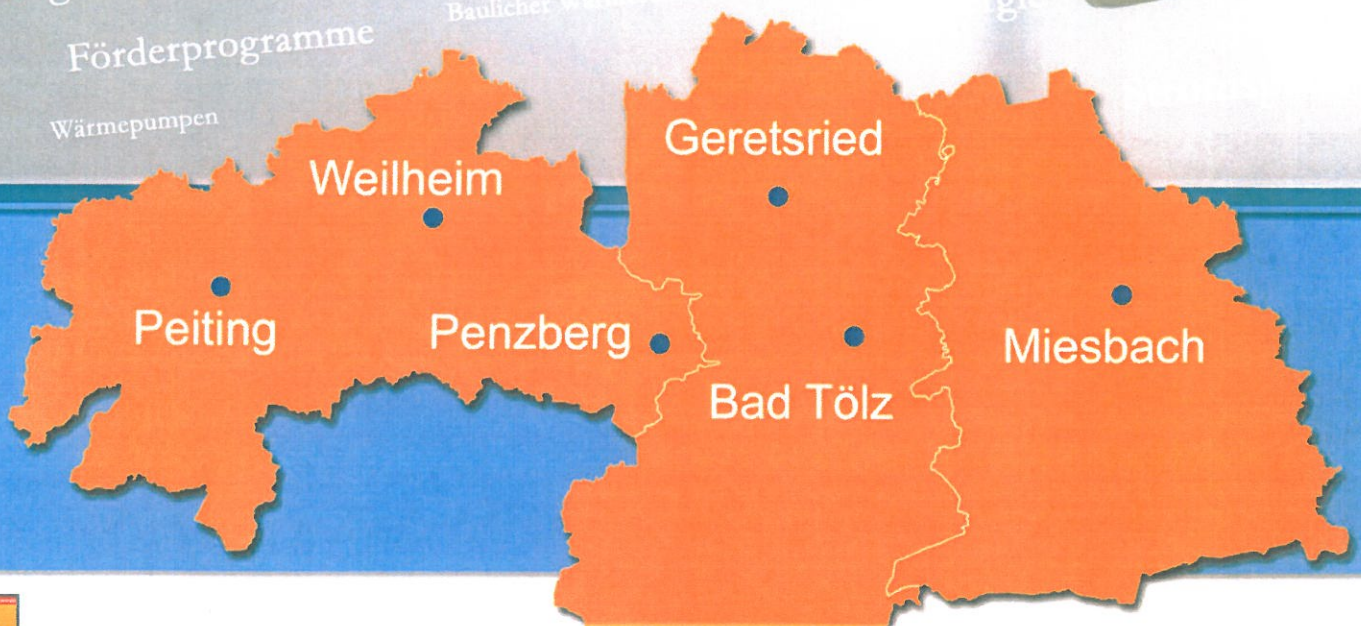 Baulicher
Förderprogramme
Wärmepumpen
Geretsried
Weilheim
Peiting
Penzberg
Miesbach
Bad Tölz